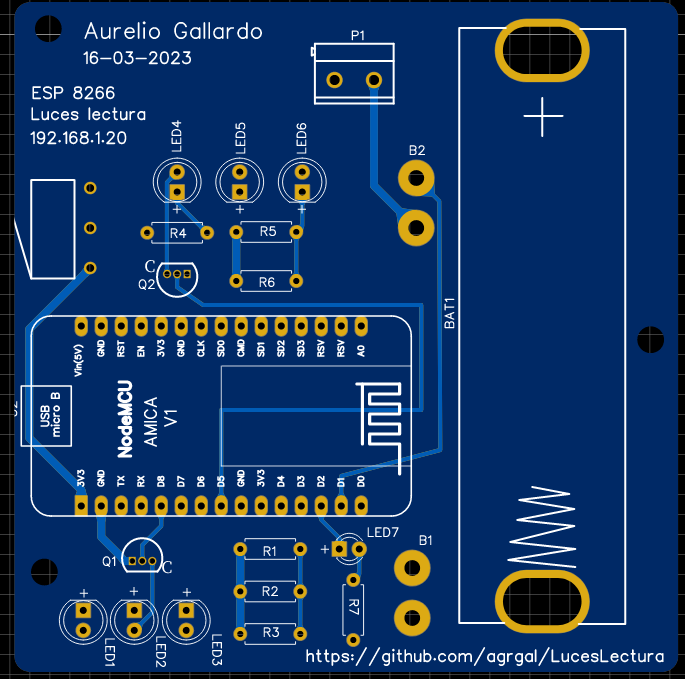 Aurelio Gallardo
16-03-2023
P1
ESP 8266
Luces lectura
192.168.1.20
LED4
LED5
LED6
B2
+
+
+
+
R4
R5
C
Q2
R6
BAT1
Vin(5V)
GND
RST
EN
3V3
GND
CLK
SD0
CMD
SD1
SD2
SD3
RSV
RSV
A0
USB
micro B
NodeMCU
AMICA
V1
3V3
GND
TX
RX
D8
D7
D6
D5
GND
3V3
D4
D3
D2
D1
D0
Q1
C
R1
+
LED7
B1
R2
R7
+
+
+
R3
LED1
LED2
LED3
https://github.com/agrgal/LucesLectura